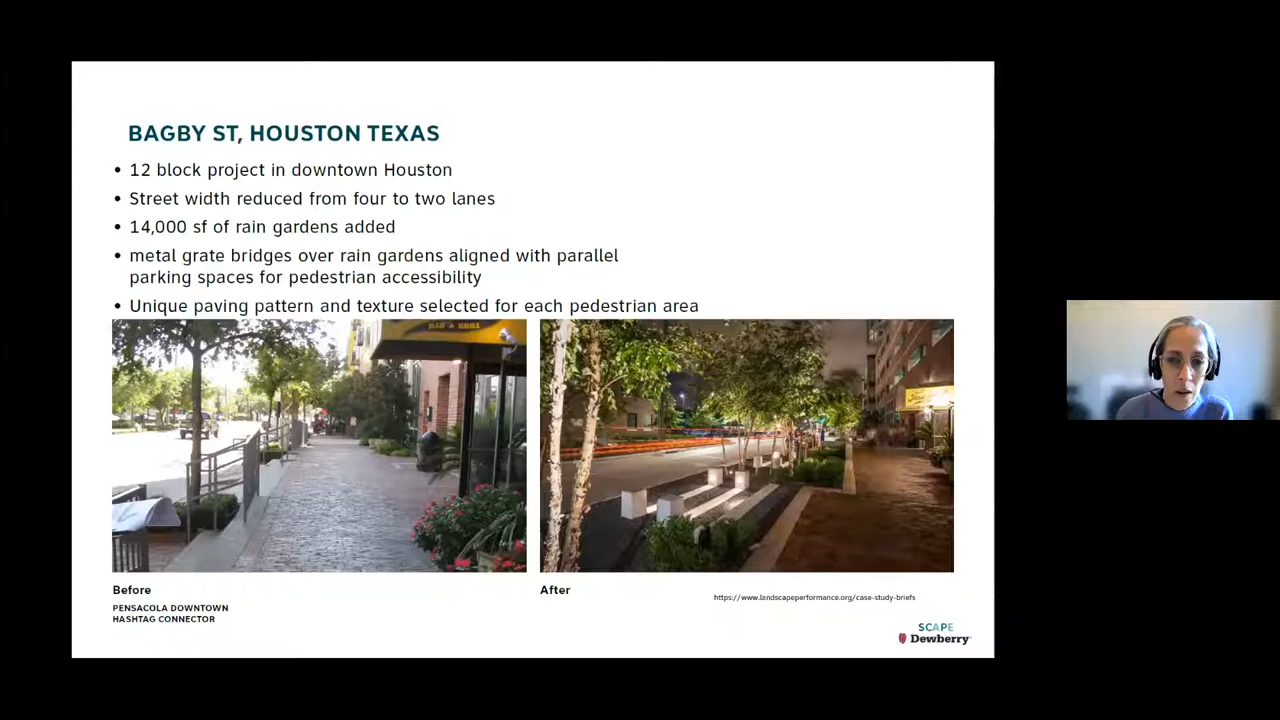 BAGBY ST, HOUSTON TEXAS
• 12 block project in downtown Houston
• Street width reduced from four to two lanes
• 14,000 sf of rain gardens added
• metal grate bridges over rain gardens aligned with parallel
parking spaces for pedestrian accessibility
• Unique paving pattern and texture selected for each pedestrian area
BAR & GRILL
Before
After
https://www.landscapeperformance.org/case-study-briefs
PENSACOLA DOWNTOWN
HASHTAG CONNECTOR
SCAPE
Dewberry